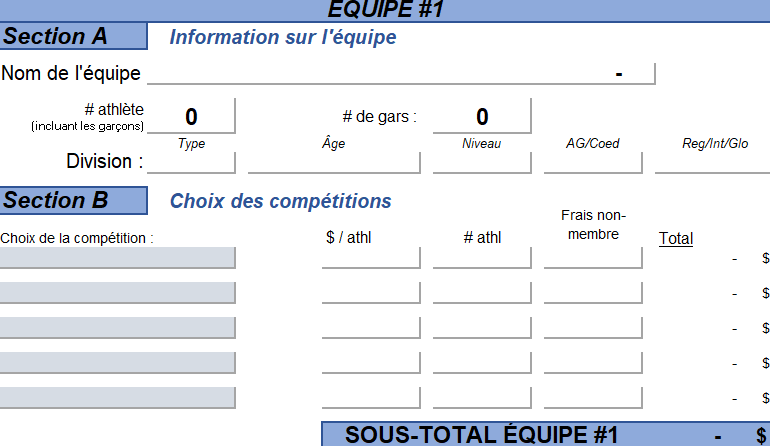 ÉQUIPE #1
Section A Information sur l'équipe
Nom de l'équipe -
# athlète
(incluant les garçons) 0 # de gars : 0
Type Âge Niveau AG/Coed Reg/Int/Glo
Division :
Section B Choix des compétitions
Choix de la compétition : $ / athl # athl Frais non-
membre Total
- $
- $
- $
- $
- $
SOUS-TOTAL ÉQUIPE #1 - $